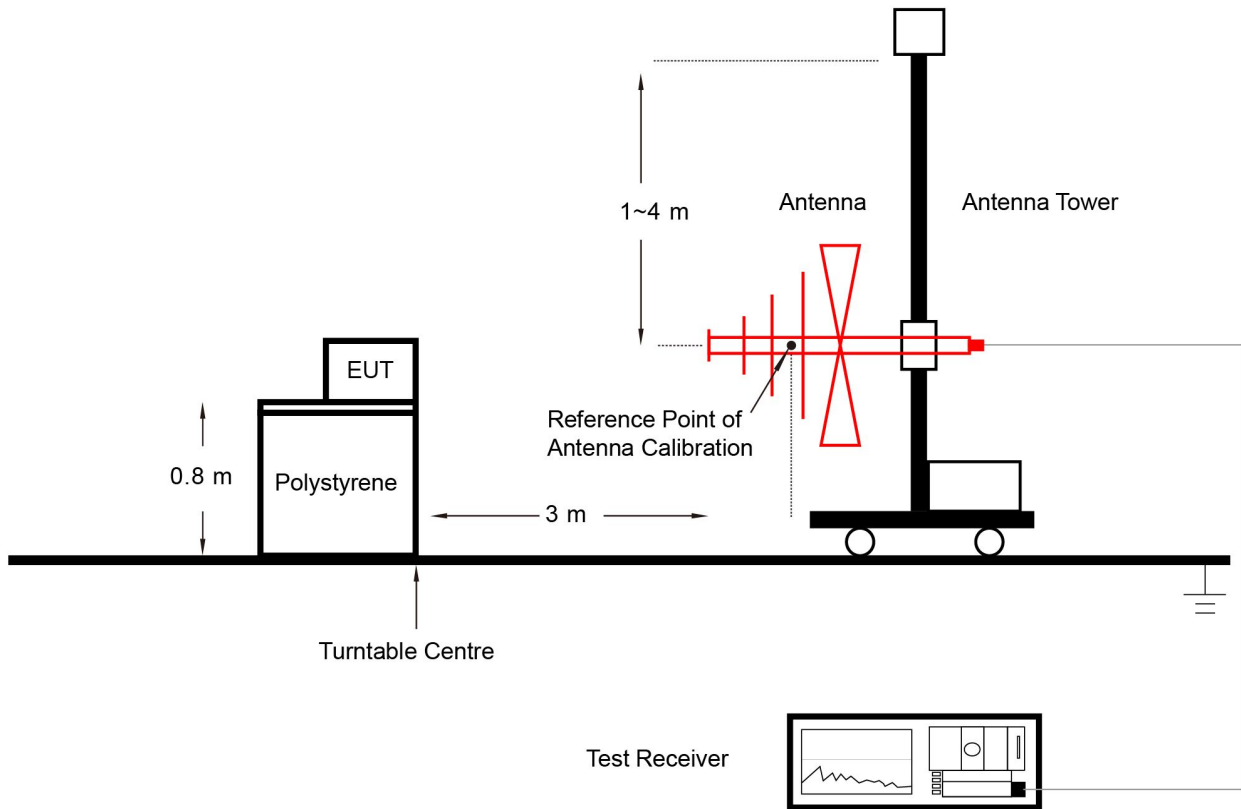 1~4 m
Antenna
Antenna Tower
EUT
Reference Point of
Antenna Calibration
0.8 m
Polystyrene
3 m
Turntable Centre
Test Receiver